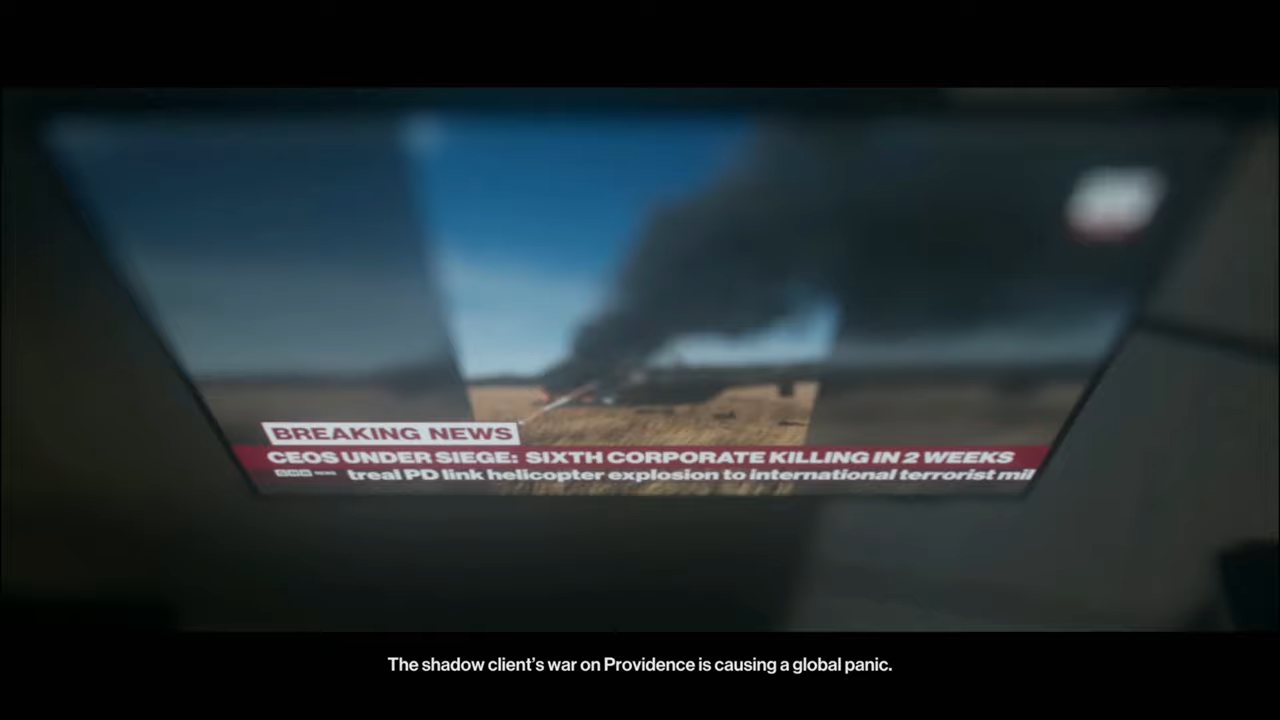 BREAKING NEWS
CEOS UNDER SIEGE: SIXTH CORPORATE KILLING IN 2 WEEKS
treal PD link helicopter explosion to international terrorist mil
The shadow client's war on Providence is causing a global panic.